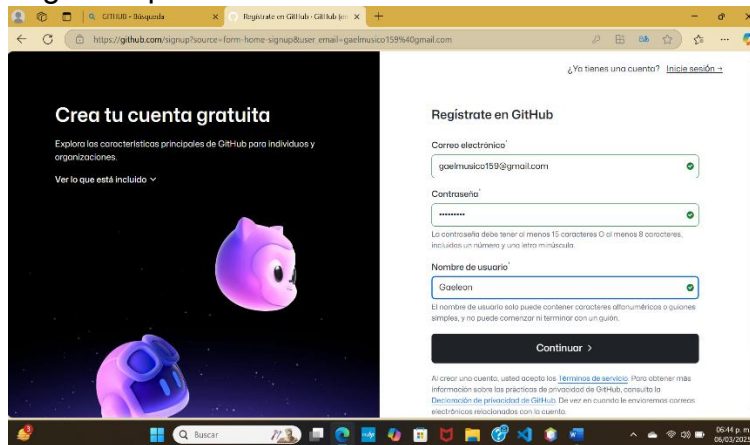 GITHUB - Búsqueda
Regístrate en GitHub · GitHub (en
https://github.com/signup?source=form-home-signup&user email=gaelmusico159%40gmail.com
¿Ya tienes una cuenta? Inicie sesión →
Crea tu cuenta gratuita
Explora las características principales de GitHub para individuos y
organizaciones.
Ver lo que está incluido
Regístrate en GitHub
Correo electrónico*
gaelmusico159@gmail.com
Contraseña*
La contraseña debe tener al menos 15 caracteres O al menos 8 caracteres,
incluidos un número y una letra minúscula.
Nombre de usuario*
Gaeleon
El nombre de usuario solo puede contener caracteres alfanuméricos o guiones
simples, y no puede comenzar ni terminar con un guión.
Continuar >
Al crear una cuenta, usted acepta los Términos de servicio. Para obtener más
información sobre las prácticas de privacidad de GitHub, consulta la
Declaración de privacidad de GitHub. De vez en cuando le enviaremos correos
electrónicos relacionados con la cuenta.
Buscar
06:44 p. m.